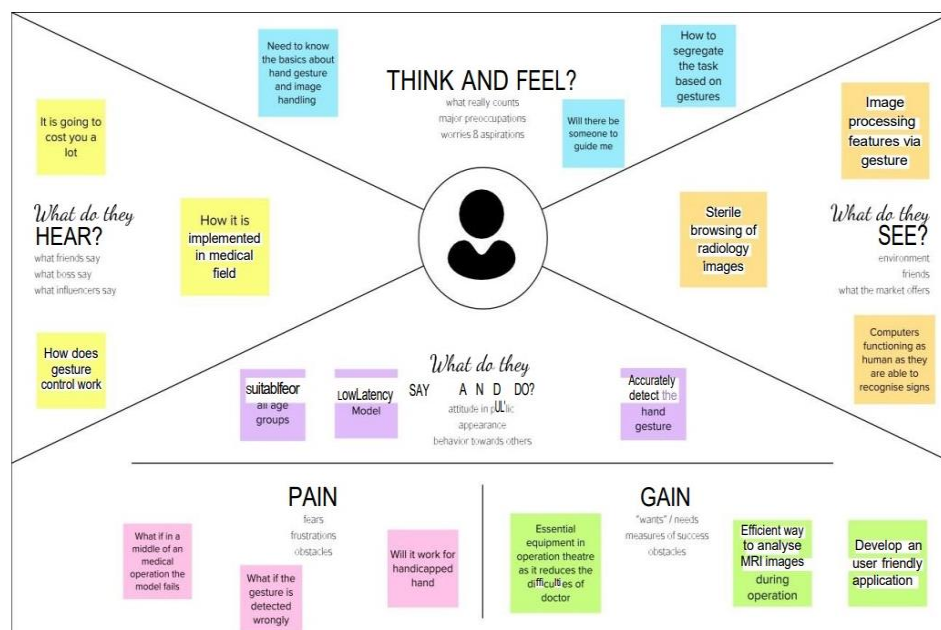 Need to know
the basics about
hand gesture
and image
handling
THINK AND FEEL?
what really counts
major preocupations
worries & aspirations
Will there be
someone to
guide me
How to
segregate
the task
based on
gestures
It is going to
cost you a
lot
What do they
HEAR?
what friends say
what boss say
what influencers say
How it is
implemented
in medical
field
How does
gesture
control work
Image
processing
features via
gesture
Sterile
browsing of
radiology
images
What do they
SEE?
environment
friends
what the market offers
Computers
functioning as
human as they
are able to
recognise signs
What do they
SAY A N D DO?
attitude in pUL'lic
appearance
behavior towards others
suitablfeor
all age
groups
LowLatency
Model
Accurately
detect the
hand
gesture
PAIN
fears
frustrations
obstacles
What if in a
middle of an
medical
operation the
model fails
What if the
gesture is
detected
wrongly
Will it work for
handicapped
hand
GAIN
"wants" / needs
measures of success
obstacles
Essential
equipment in
operation theatre
as it reduces the
difficulties of
doctor
Efficient way
to analyse
MRI images
during
operation
Develop an
user friendly
application